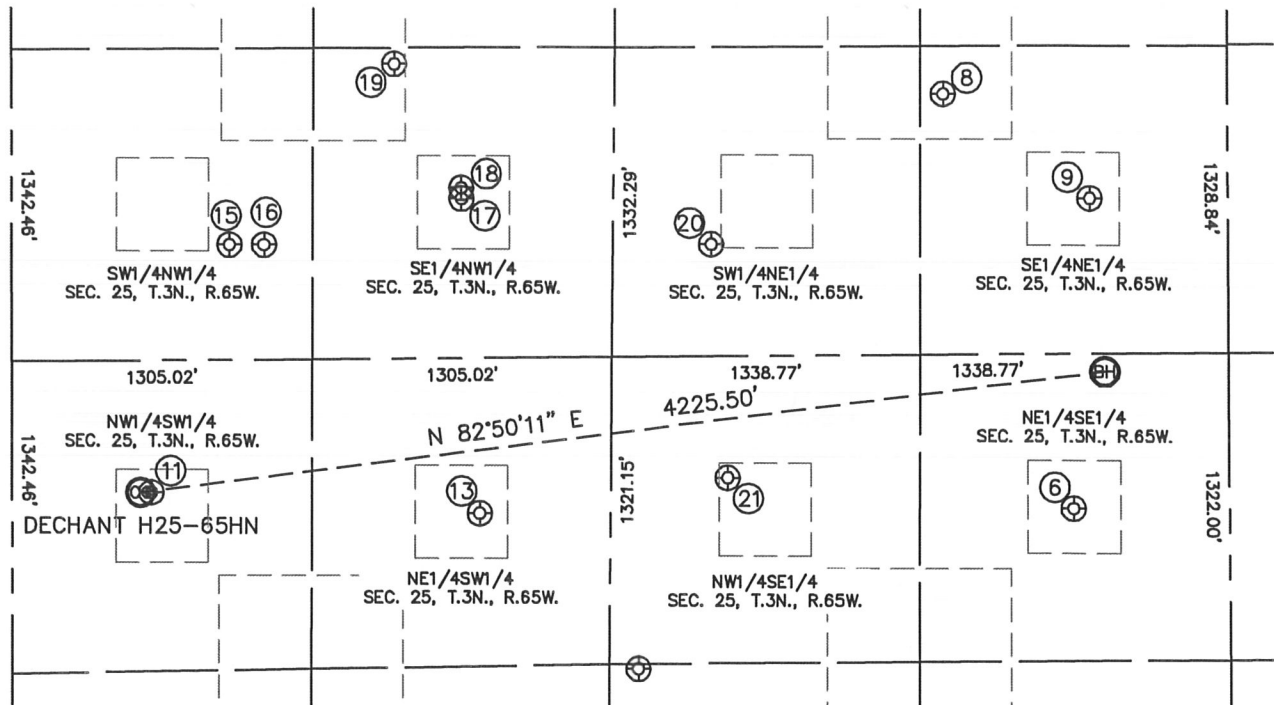 19
8
1342.46'
15
16
18
17
1332.29'
20
9
1328.84'
SW1/4NW1/4
SEC. 25, T.3N., R.65W.
SE1/4NW1/4
SEC. 25, T.3N., R.65W.
SW1/4NE1/4
SEC. 25, T.3N., R.65W.
SE1/4NE1/4
SEC. 25, T.3N., R.65W.
1305.02'
1305.02'
1338.77'
1338.77'
BH
NW1/4SW1/4
SEC. 25, T.3N., R.65W.
N 82°50'11" E
4225.50'
NE1/4SE1/4
SEC. 25, T.3N., R.65W.
1342.46'
11
DECHANT H25-65HN
13
1321.15'
21
6
1322.00'
NE1/4SW1/4
SEC. 25, T.3N., R.65W.
NW1/4SE1/4
SEC. 25, T.3N., R.65W.